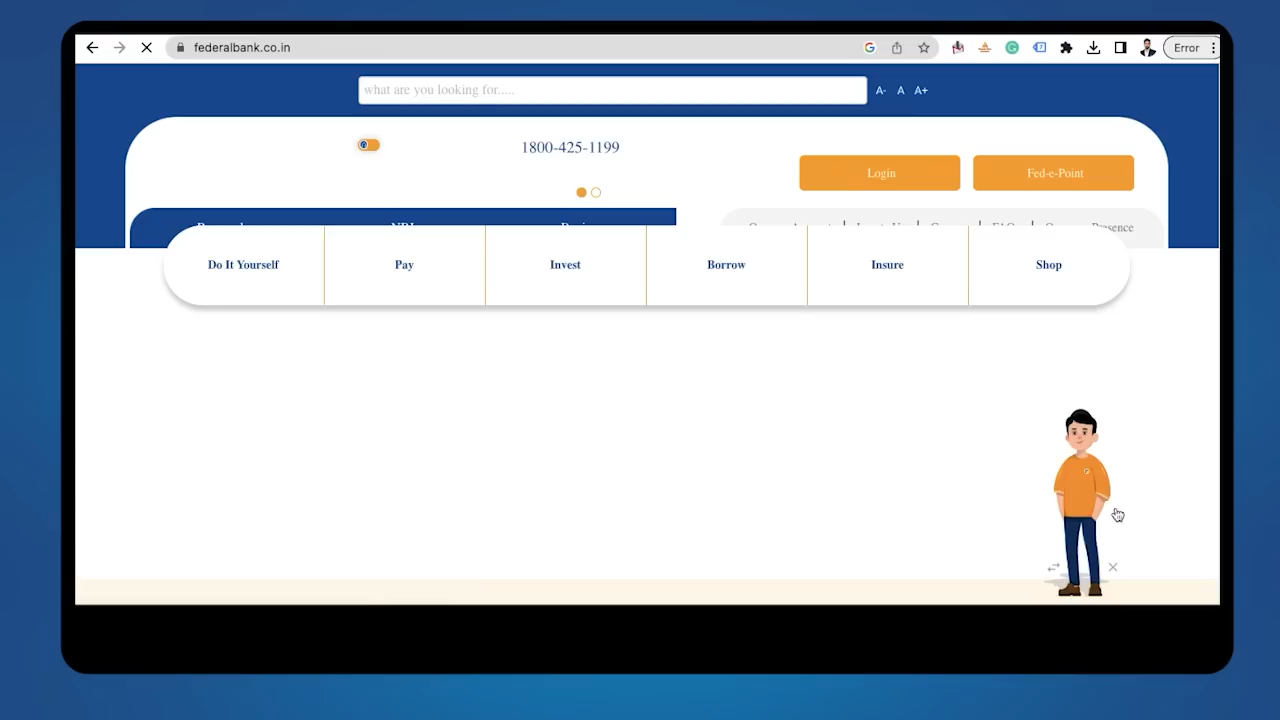 federalbank.co.in
Error
what are you looking for.....
A- A A+
1800-425-1199
Login
Fed-e-Point
Do It Yourself
Pay
Invest
Borrow
Insure
Shop